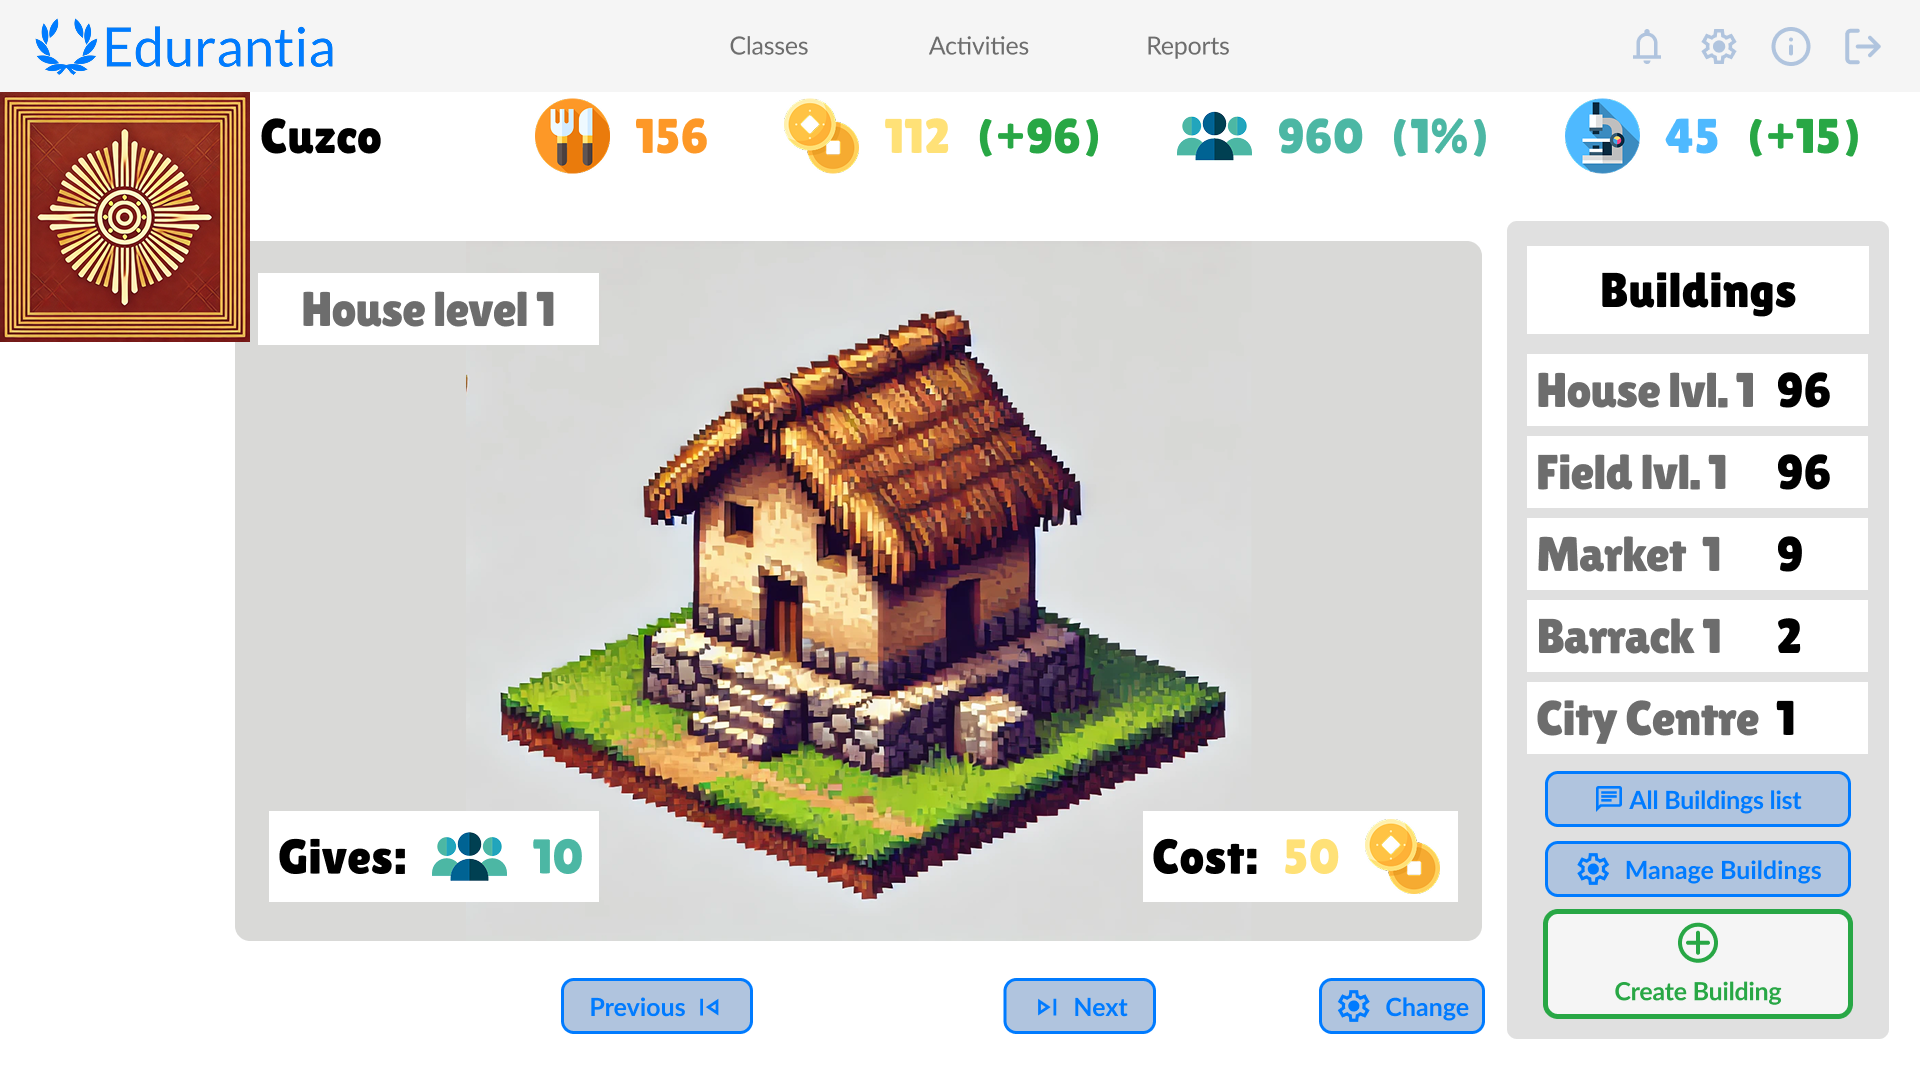 Edurantia
Classes
Activities
Reports
Cuzco
156
112 (+96)
960 (1%)
45 (+15)
House level 1
Gives: 10
Cost: 50
Previous
Next
Change
Buildings
House lvl. 1 96
Field lvl. 1 96
Market 1 9
Barrack 1 2
City Centre 1
All Buildings list
Manage Buildings
Create Building